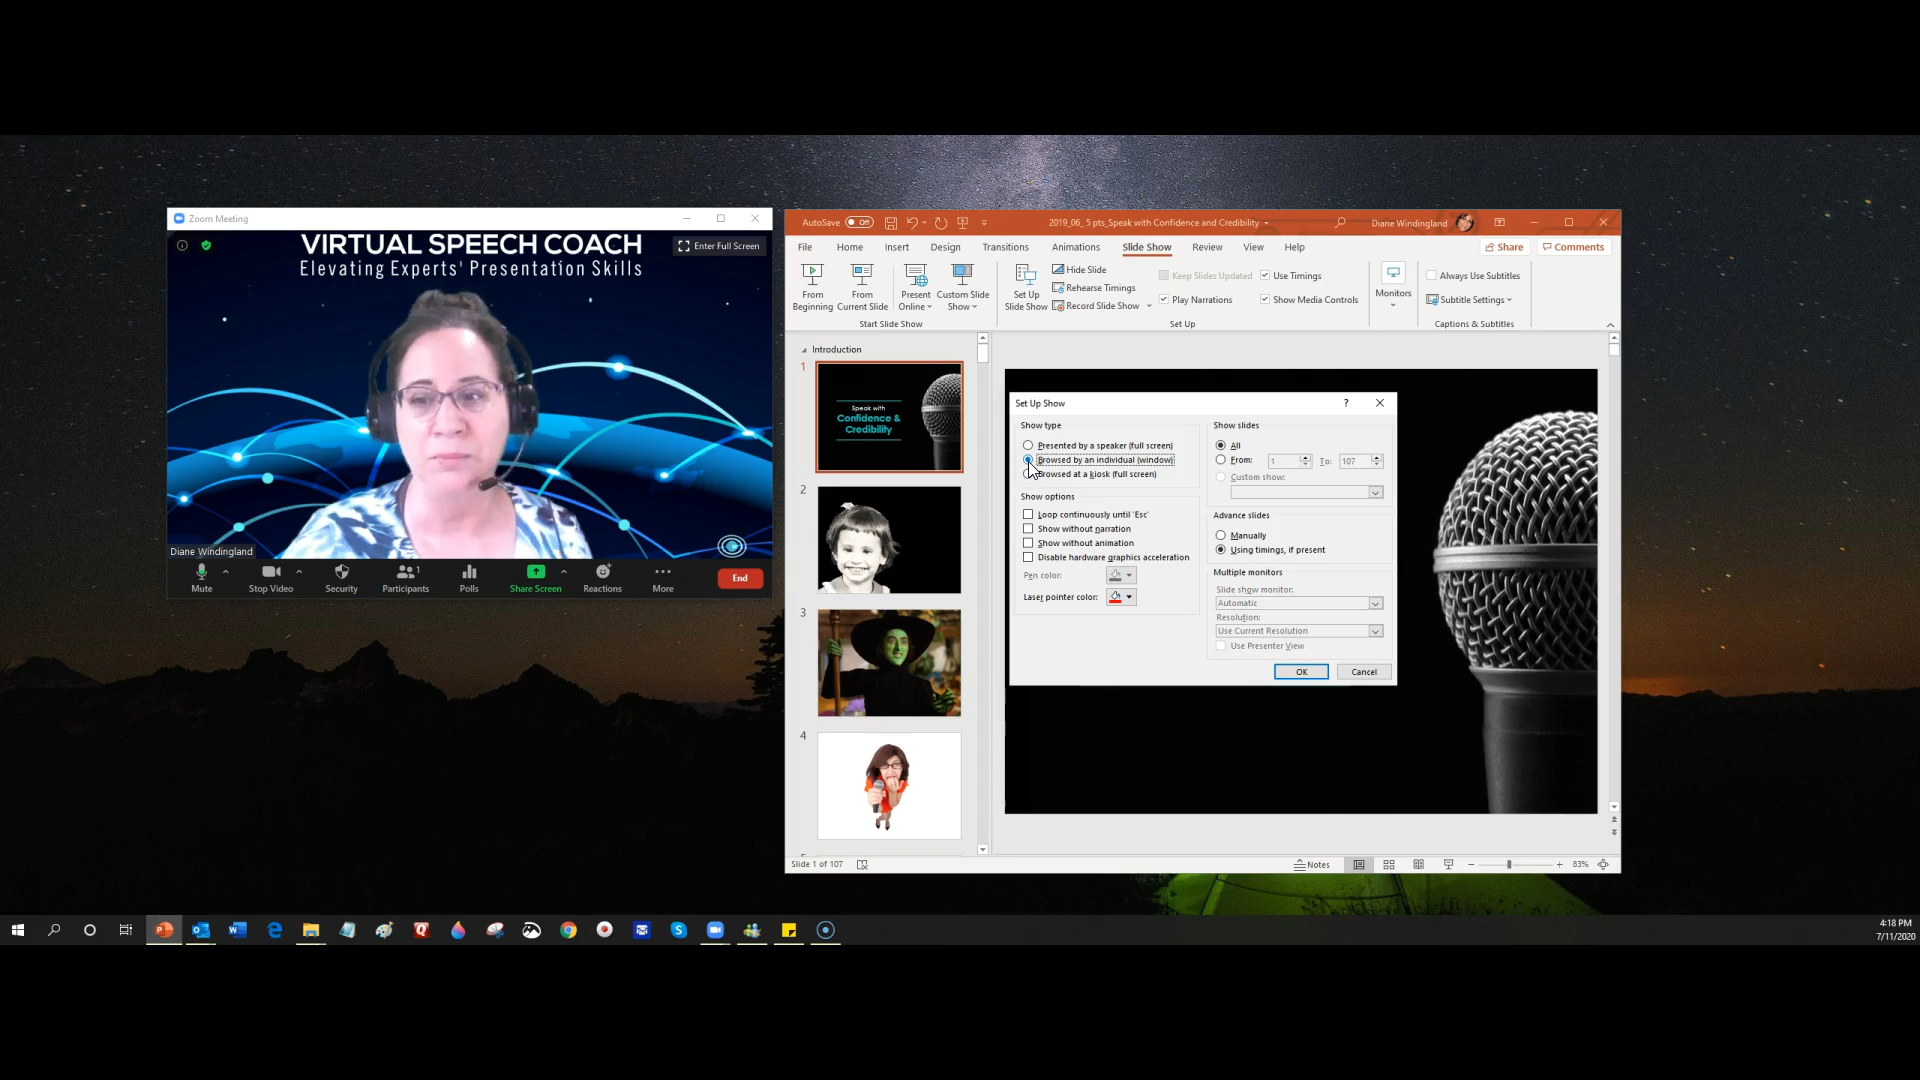 Zoom Meeting
VIRTUAL SPEECH COACH
Elevating Experts' Presentation Skills
Enter Full Screen
Diane Windingland
Mute
Stop Video
Security
Participants
1
Polls
Share Screen
Reactions
More
End
AutoSave
Off
2019_06_ 5 pts_Speak with Confidence and Credibility
Diane Windingland
File
Home
Insert
Design
Transitions
Animations
Slide Show
Review
View
Help
Share
Comments
From Beginning
From Current Slide
Present Online
Custom Slide Show
Start Slide Show
Set Up Slide Show
Hide Slide
Rehearse Timings
Record Slide Show
Keep Slides Updated
Play Narrations
Use Timings
Show Media Controls
Set Up
Monitors
Always Use Subtitles
Subtitle Settings
Captions & Subtitles
Introduction
1
Speak with
Confidence &
Credibility
2
3
4
Set Up Show
?
Show type
Presented by a speaker (full screen)
Browsed by an individual (window)
Browsed at a kiosk (full screen)
Show options
Loop continuously until 'Esc'
Show without narration
Show without animation
Disable hardware graphics acceleration
Pen color:
Laser pointer color:
Show slides
All
From: 1 To: 107
Custom show:
Advance slides
Manually
Using timings, if present
Multiple monitors
Slide show monitor:
Automatic
Resolution:
Use Current Resolution
Use Presenter View
OK
Cancel
Slide 1 of 107
Notes
83%
4:18 PM
7/11/2020